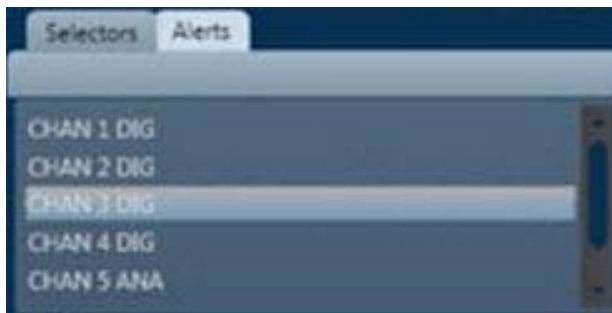 Selectors Alerts
CHAN 1 DIG
CHAN 2 DIG
CHAN 3 DIG
CHAN 4 DIG
CHAN 5 ANA